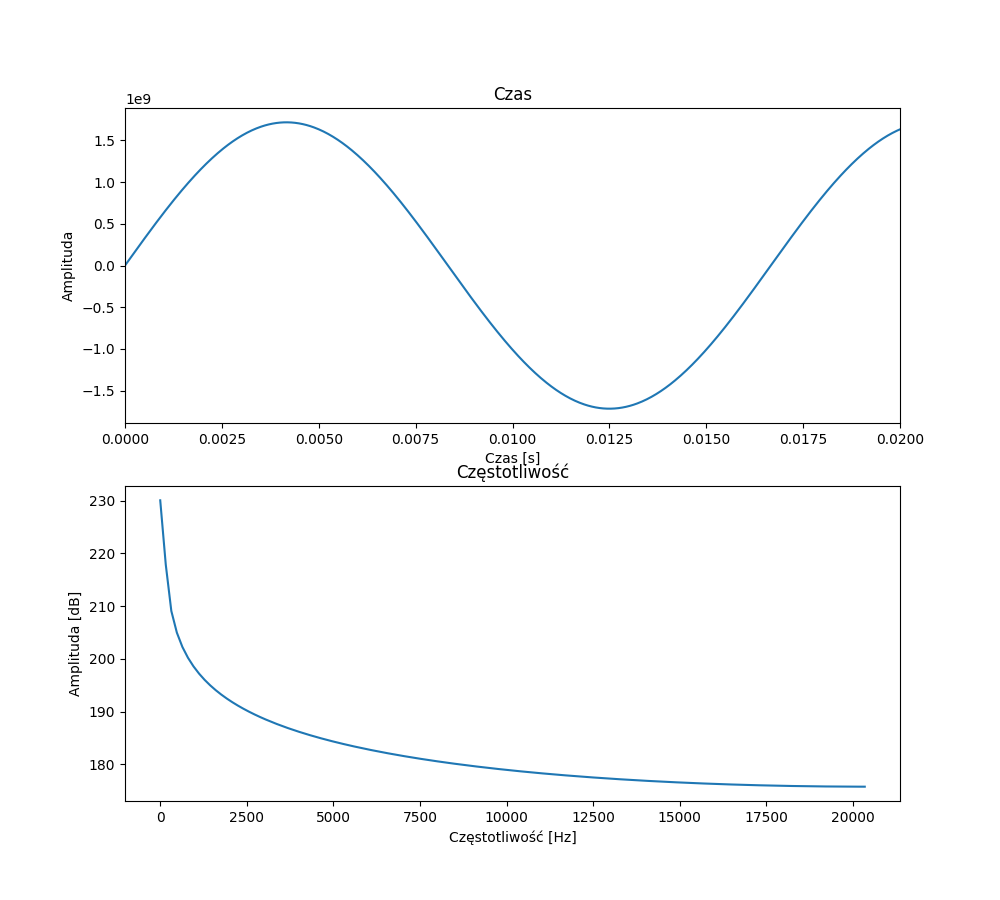 Czas
1e9
Amplituda
1.5
1.0
0.5
0.0
−0.5
−1.0
−1.5
0.0000 0.0025 0.0050 0.0075 0.0100 0.0125 0.0150 0.0175 0.0200
Czas [s]
Częstotliwość
Amplituda [dB]
230
220
210
200
190
180
0 2500 5000 7500 10000 12500 15000 17500 20000
Częstotliwość [Hz]